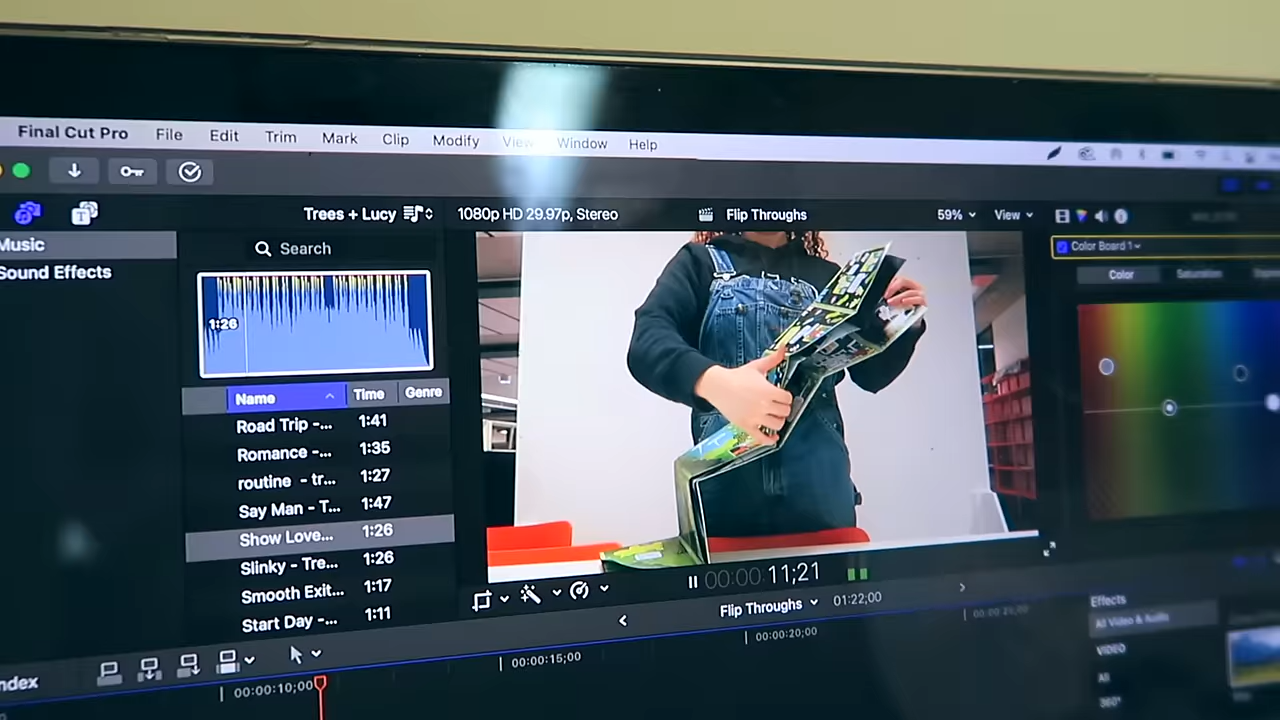 Final Cut Pro File Edit Trim Mark Clip Modify View Window Help
Trees + Lucy 1080p HD 29.97p, Stereo Flip Throughs 59% View
Music
Sound Effects
Search
1:26
Name Time Genre
Road Trip -... 1:41
Romance -... 1:35
routine - tr... 1:27
Say Man - T... 1:47
Show Love... 1:26
Slinky - Tre... 1:26
Smooth Exit... 1:17
Start Day -... 1:11
Color Board 1
Color Saturation
00:00:11;21
Flip Throughs 01:22;00
ndex
00:00:10;00 00:00:15;00 00:00:20;00 00:00:25;00
Effects
All Video & Audio
VIDEO
All
360°